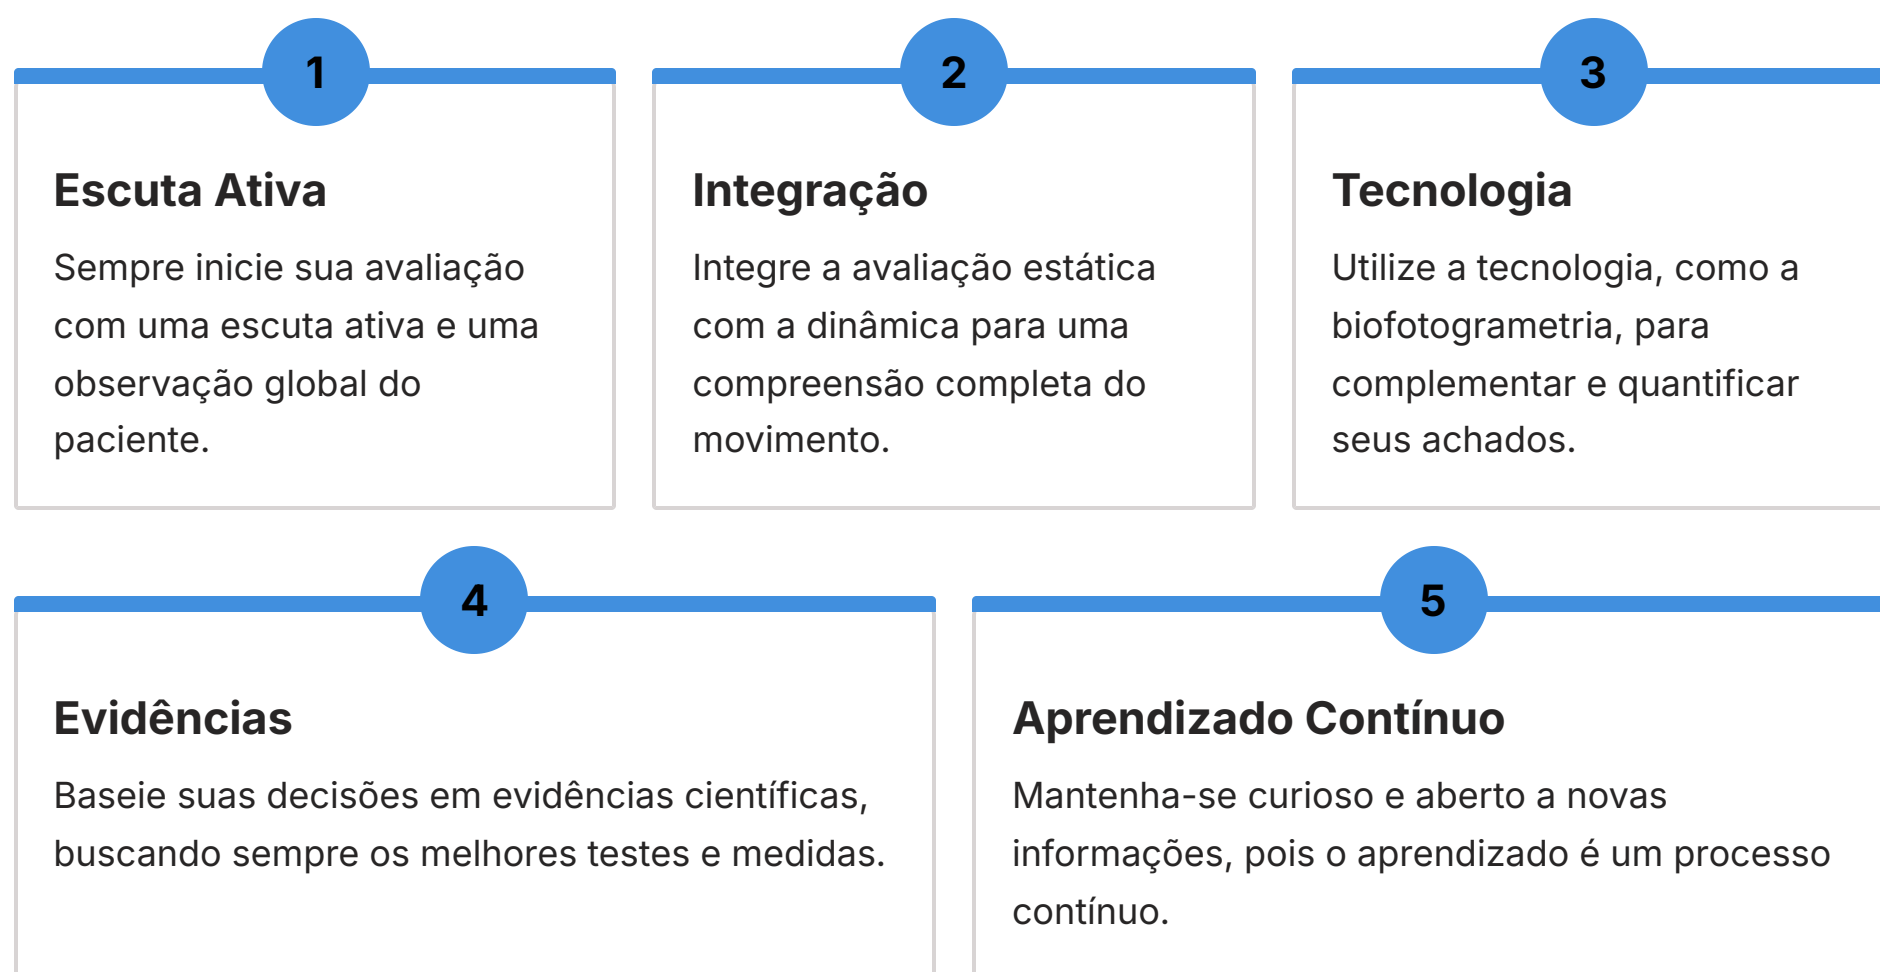 1
Escuta Ativa
Sempre inicie sua avaliação
com uma escuta ativa e uma
observação global do
paciente.
2
Integração
Integre a avaliação estática
com a dinâmica para uma
compreensão completa do
movimento.
3
Tecnologia
Utilize a tecnologia, como a
biofotogrametria, para
complementar e quantificar
seus achados.
4
Evidências
Baseie suas decisões em evidências científicas,
buscando sempre os melhores testes e medidas.
5
Aprendizado Contínuo
Mantenha-se curioso e aberto a novas
informações, pois o aprendizado é um processo
contínuo.